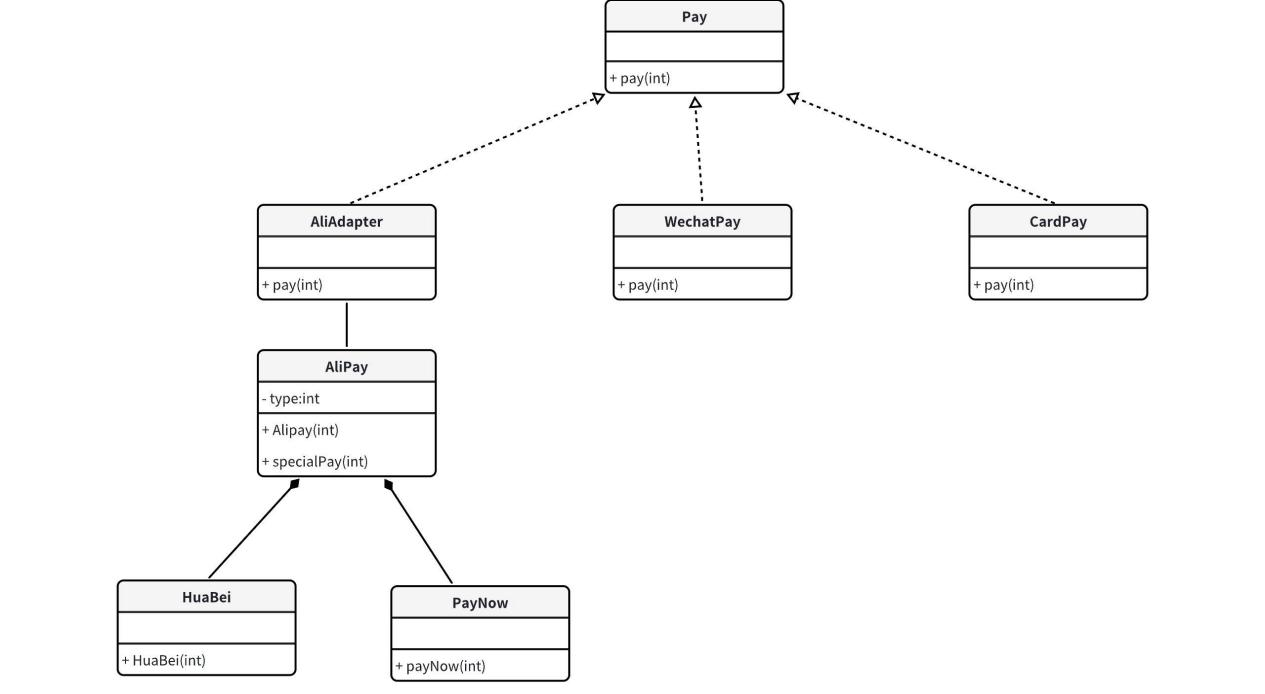 Pay
+ pay(int)
AliAdapter
+ pay(int)
WechatPay
+ pay(int)
CardPay
+ pay(int)
AliPay
- type:int
+ Alipay(int)
+ specialPay(int)
HuaBei
+ HuaBei(int)
PayNow
+ payNow(int)